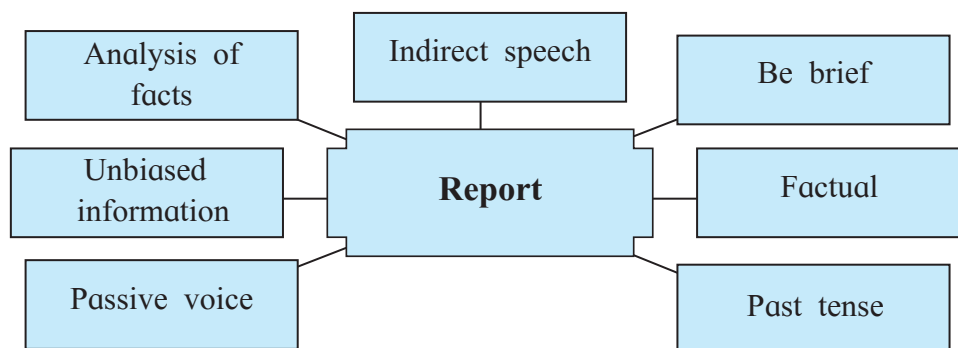 Analysis of
facts
Indirect speech
Be brief
Unbiased
information
Report
Factual
Passive voice
Past tense